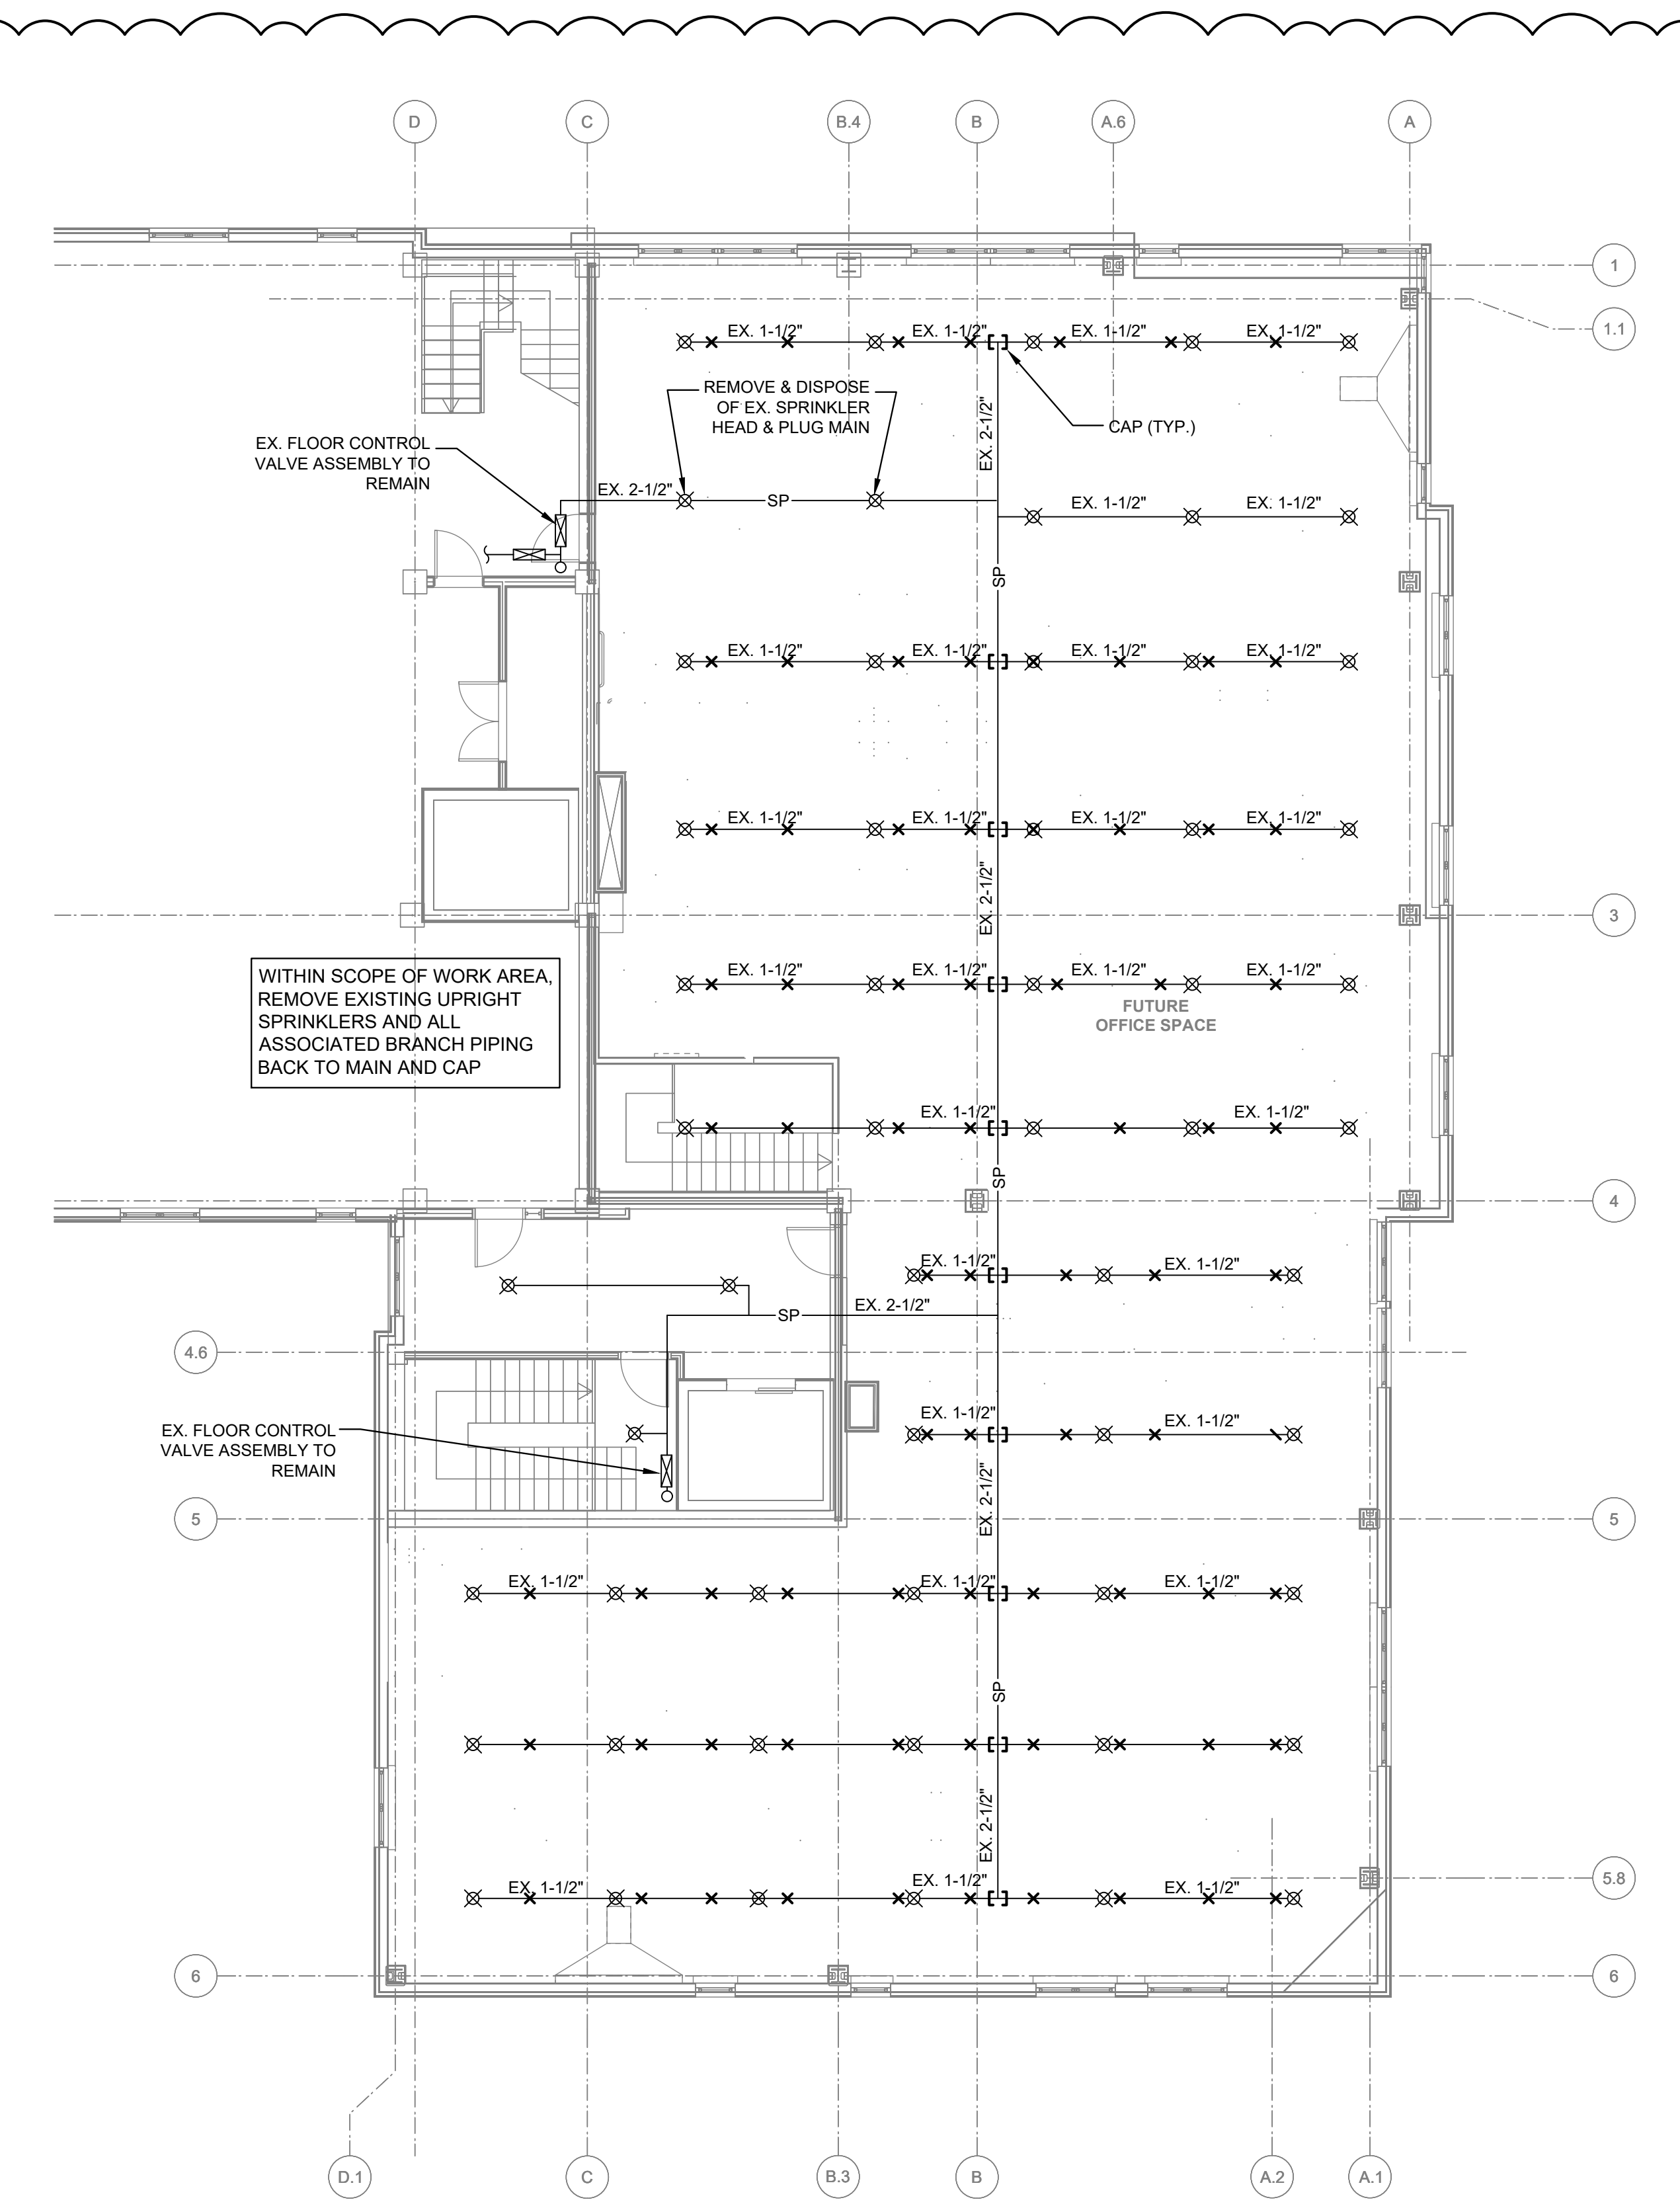 D
C
B.4
B
A.6
A
1
1.1
EX. 1-1/2"
EX. 1-1/2"
EX. 1-1/2"
EX. 1-1/2"
REMOVE & DISPOSE
OF EX. SPRINKLER
HEAD & PLUG MAIN
EX. 2-1/2"
CAP (TYP.)
EX. FLOOR CONTROL
VALVE ASSEMBLY TO
REMAIN
EX. 2-1/2"
SP
EX. 1-1/2"
EX. 1-1/2"
SP
EX. 1-1/2"
EX. 1-1/2"
EX. 1-1/2"
EX. 1-1/2"
EX. 1-1/2"
EX. 1-1/2"
EX. 1-1/2"
EX. 1-1/2"
EX. 2-1/2"
3
WITHIN SCOPE OF WORK AREA,
REMOVE EXISTING UPRIGHT
SPRINKLERS AND ALL
ASSOCIATED BRANCH PIPING
BACK TO MAIN AND CAP
EX. 1-1/2"
EX. 1-1/2"
EX. 1-1/2"
EX. 1-1/2"
FUTURE
OFFICE SPACE
EX. 1-1/2"
EX. 1-1/2"
SP
4
EX. 1-1/2"
EX. 1-1/2"
SP
EX. 2-1/2"
4.6
EX. 1-1/2"
EX. 1-1/2"
EX. FLOOR CONTROL
VALVE ASSEMBLY TO
REMAIN
EX. 2-1/2"
5
5
EX. 1-1/2"
EX. 1-1/2"
EX. 1-1/2"
SP
EX. 2-1/2"
EX. 1-1/2"
EX. 1-1/2"
EX. 1-1/2"
5.8
6
6
D.1
C
B.3
B
A.2
A.1